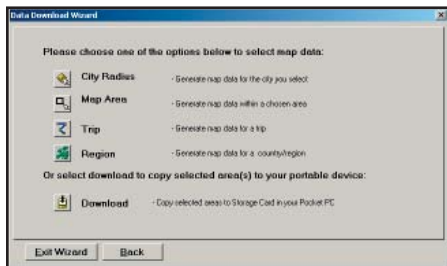 Data Download Wizard
Please choose one of the options below to select map data:
City Radius - Generate map data for the city you select
Map Area - Generate map data within a chosen area
Trip - Generate map data for a trip
Region - Generate map data for a country/region
Or select download to copy selected area(s) to your portable device:
Download - Copy selected areas to Storage Card in your Pocket PC
Exit Wizard Back